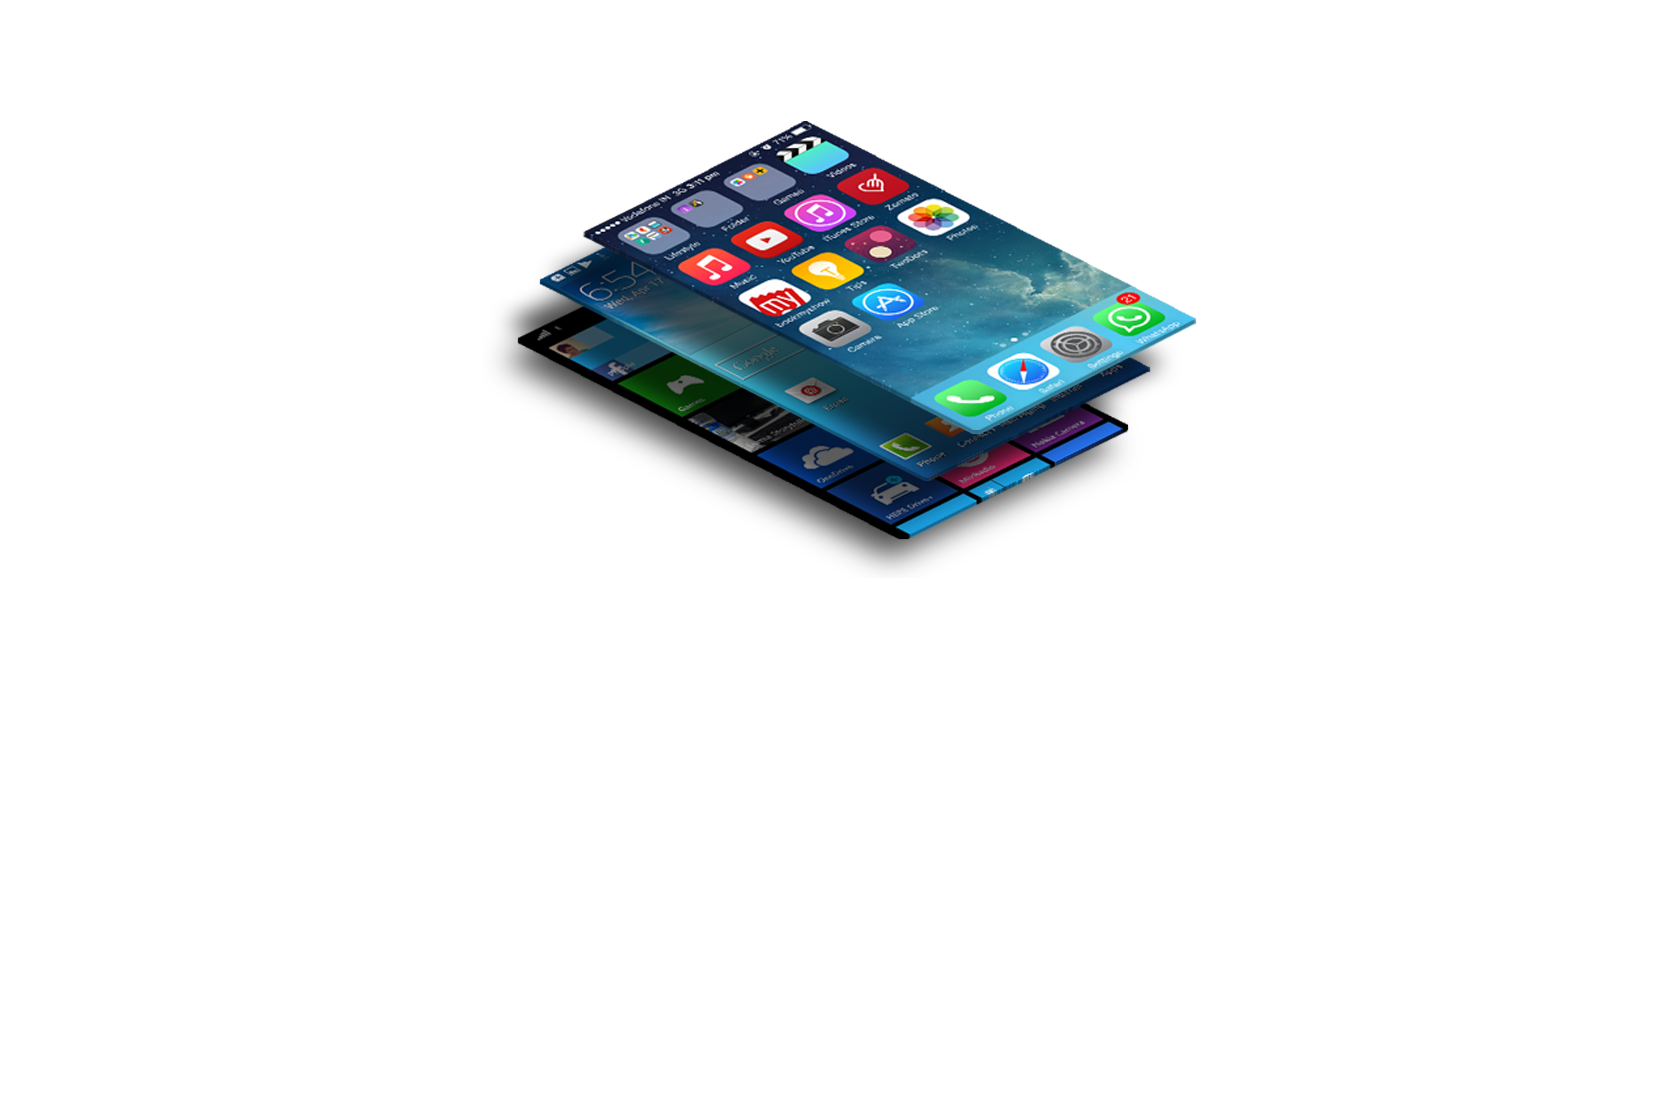 Vodafone IN 3G 3:11 pm 71%
Lifestyle
Folder
Games
Videos
Music
YouTube
iTunes Store
Zomato
bookmyshow
my
Tips
TwoDots
Photos
Camera
App Store
21
Phone
Safari
Settings
WhatsApp
6:54
Wed, Apr 17
Google
Phone
Apps
Games
OneDrive
HERE Drive+
MixRadio
Nokia Camera